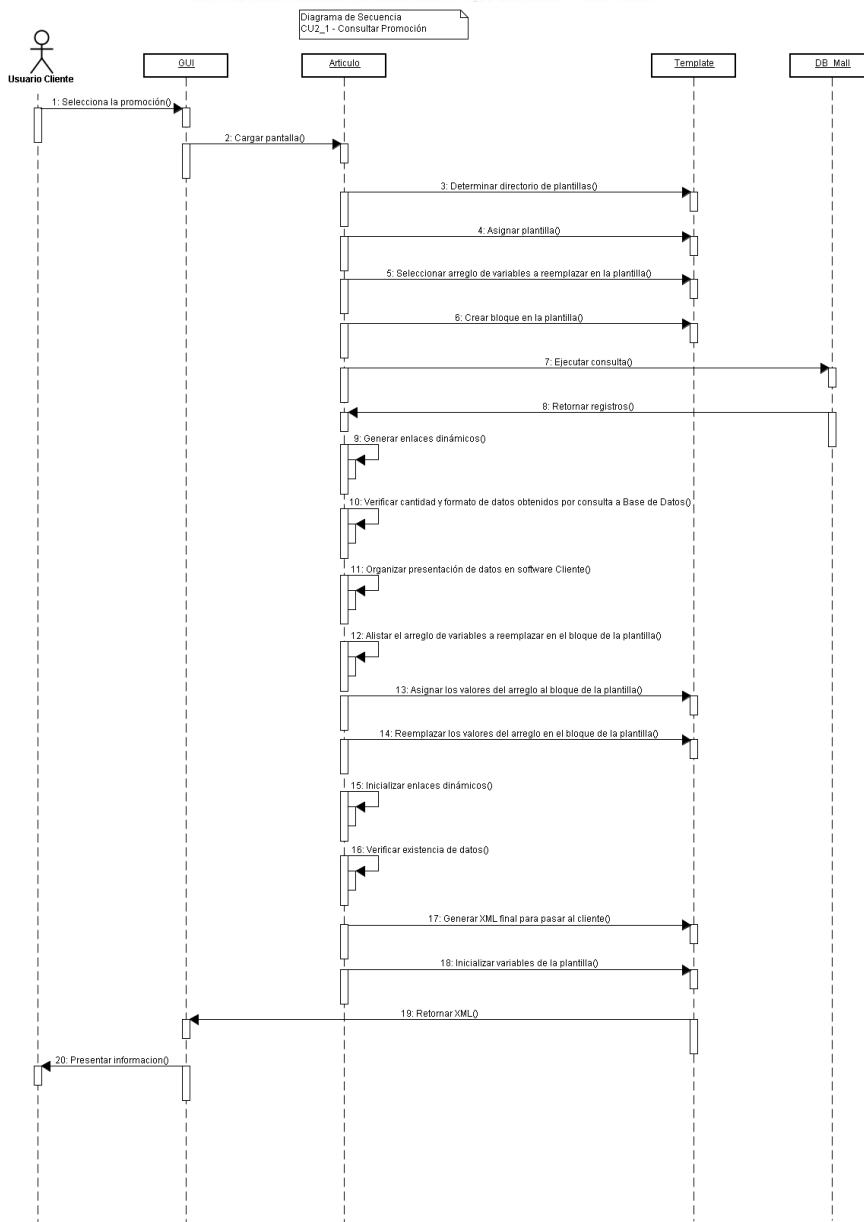 Diagrama de Secuencia
CU2_1 - Consultar Promoción
Usuario Cliente
GUI
Articulo
Template
DB_Mall
1: Selecciona la promoción()
2: Cargar pantalla()
3: Determinar directorio de plantillas()
4: Asignar plantilla()
5: Seleccionar arreglo de variables a reemplazar en la plantilla()
6: Crear bloque en la plantilla()
7: Ejecutar consulta()
8: Retornar registros()
9: Generar enlaces dinámicos()
10: Verificar cantidad y formato de datos obtenidos por consulta a Base de Datos()
11: Organizar presentación de datos en software Cliente()
12: Alistar el arreglo de variables a reemplazar en el bloque de la plantilla()
13: Asignar los valores del arreglo al bloque de la plantilla()
14: Reemplazar los valores del arreglo en el bloque de la plantilla()
15: Inicializar enlaces dinámicos()
16: Verificar existencia de datos()
17: Generar XML final para pasar al cliente()
18: Inicializar variables de la plantilla()
19: Retornar XML()
20: Presentar informacion()